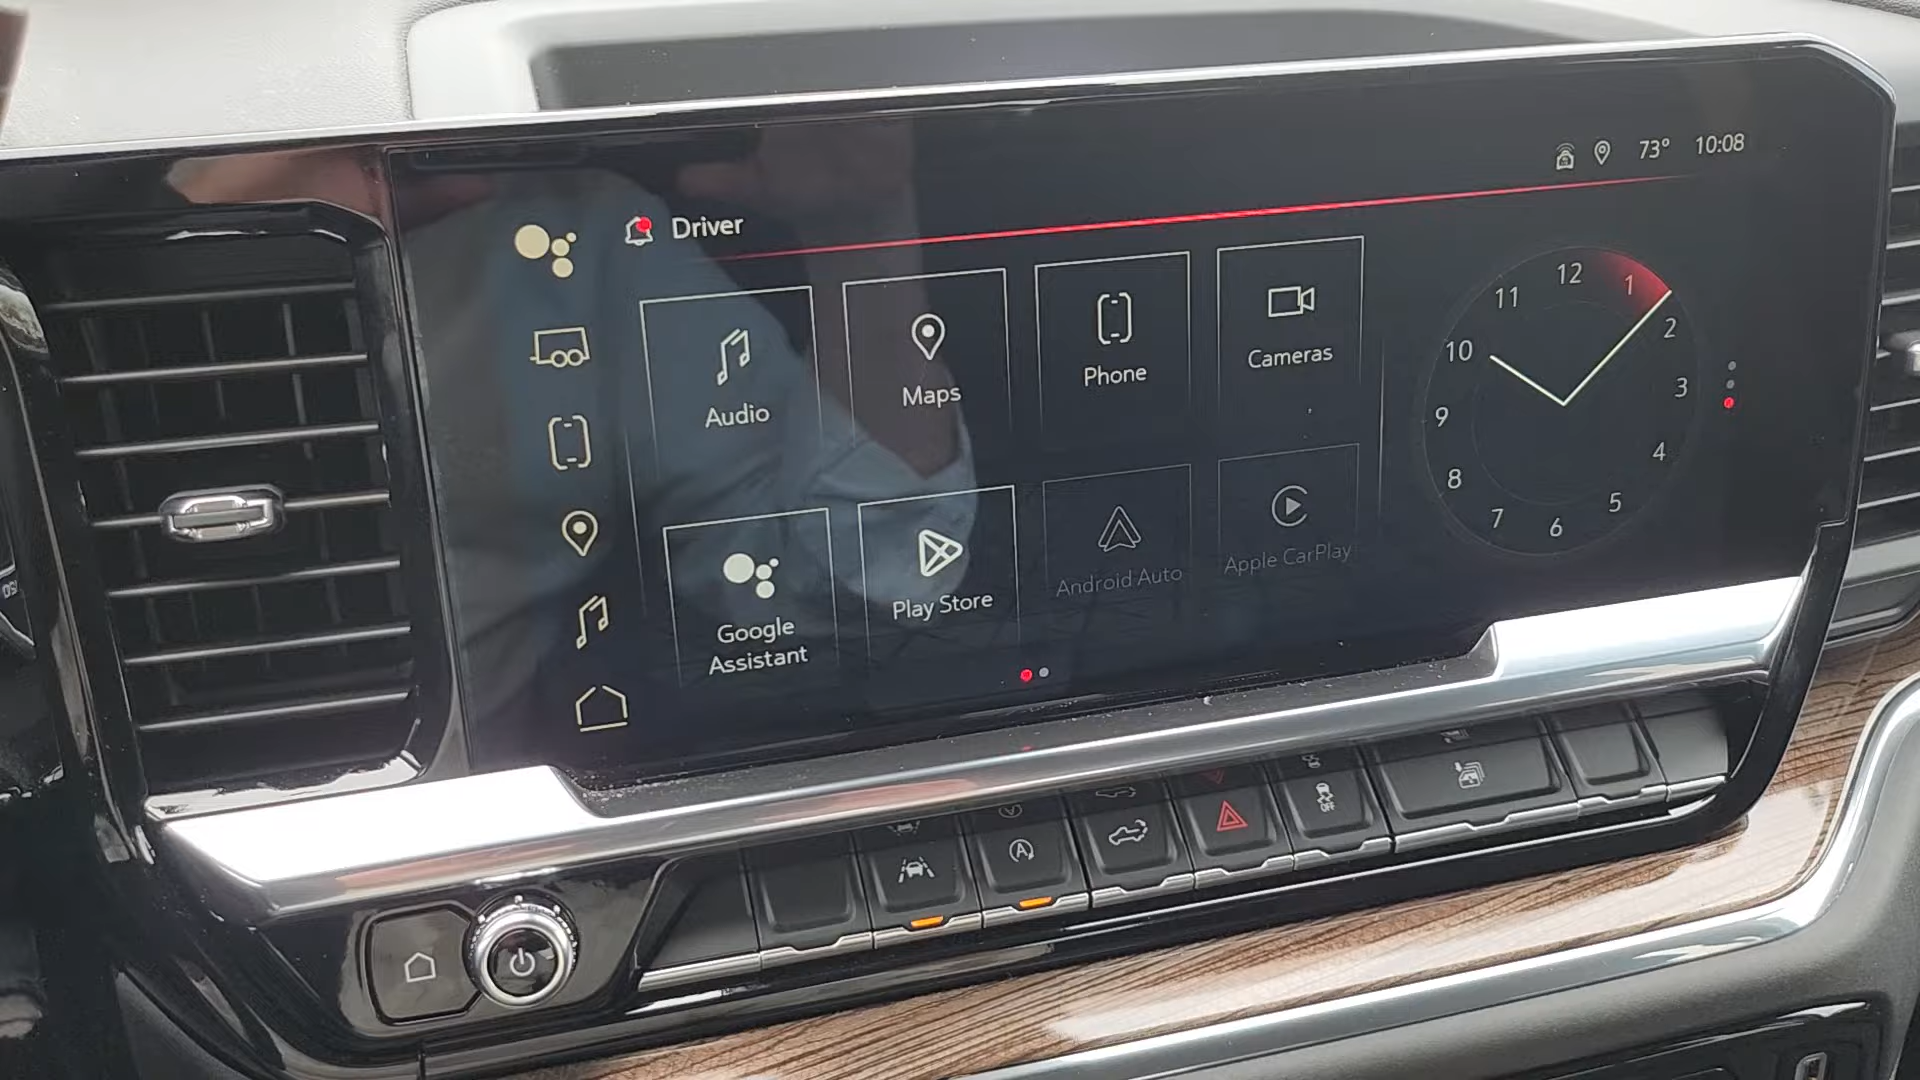 73° 10:08
Driver
Audio
Maps
Phone
Cameras
Google
Assistant
Play Store
Android Auto
Apple CarPlay
12
1
2
3
4
5
6
7
8
9
10
11
A
OFF